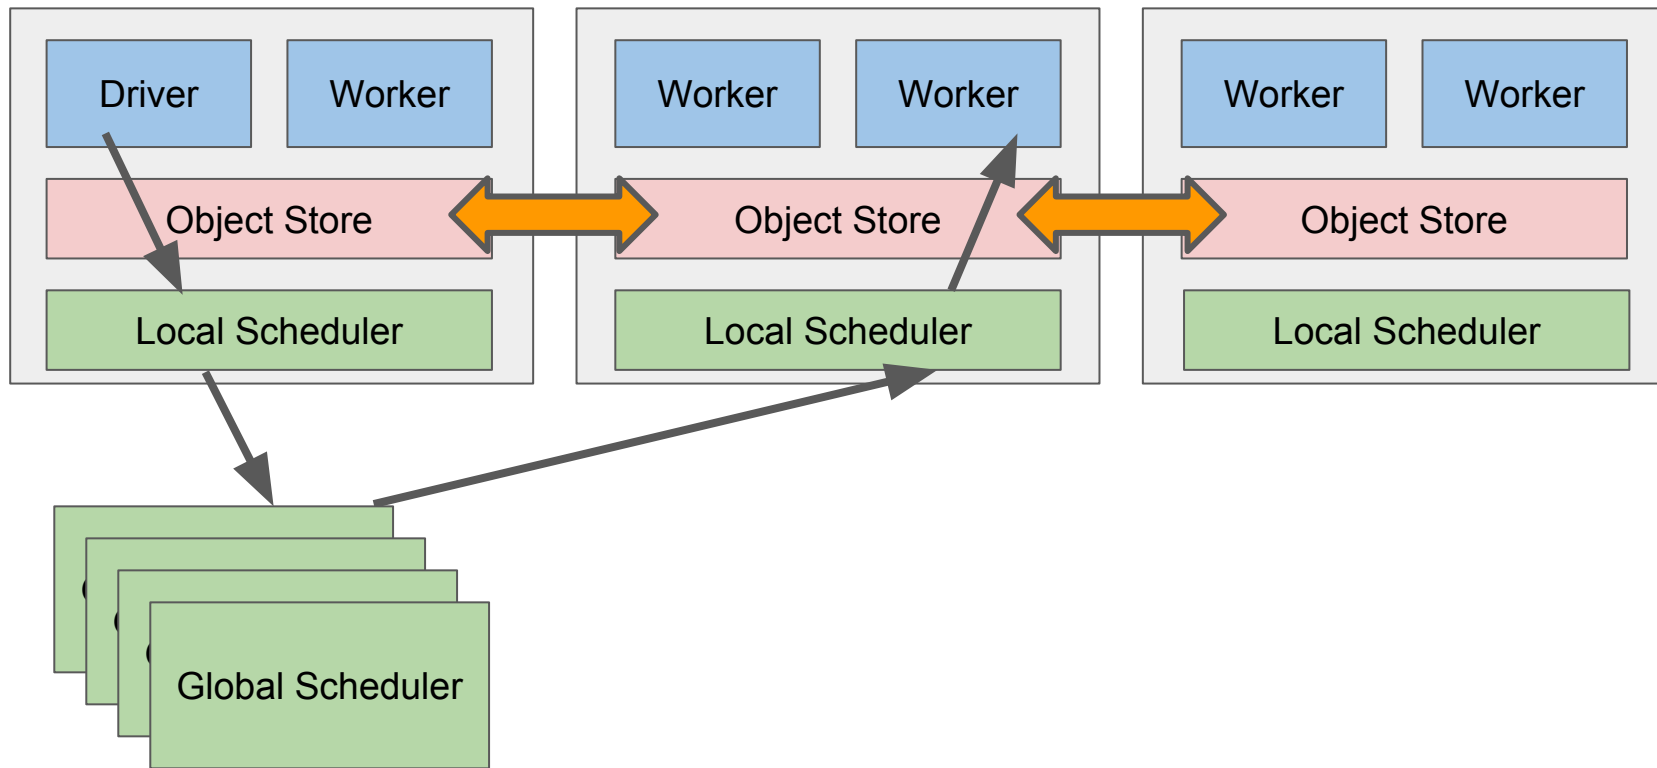 Driver
Worker
Worker
Worker
Worker
Worker
Object Store
Object Store
Object Store
Local Scheduler
Local Scheduler
Local Scheduler
Global Scheduler